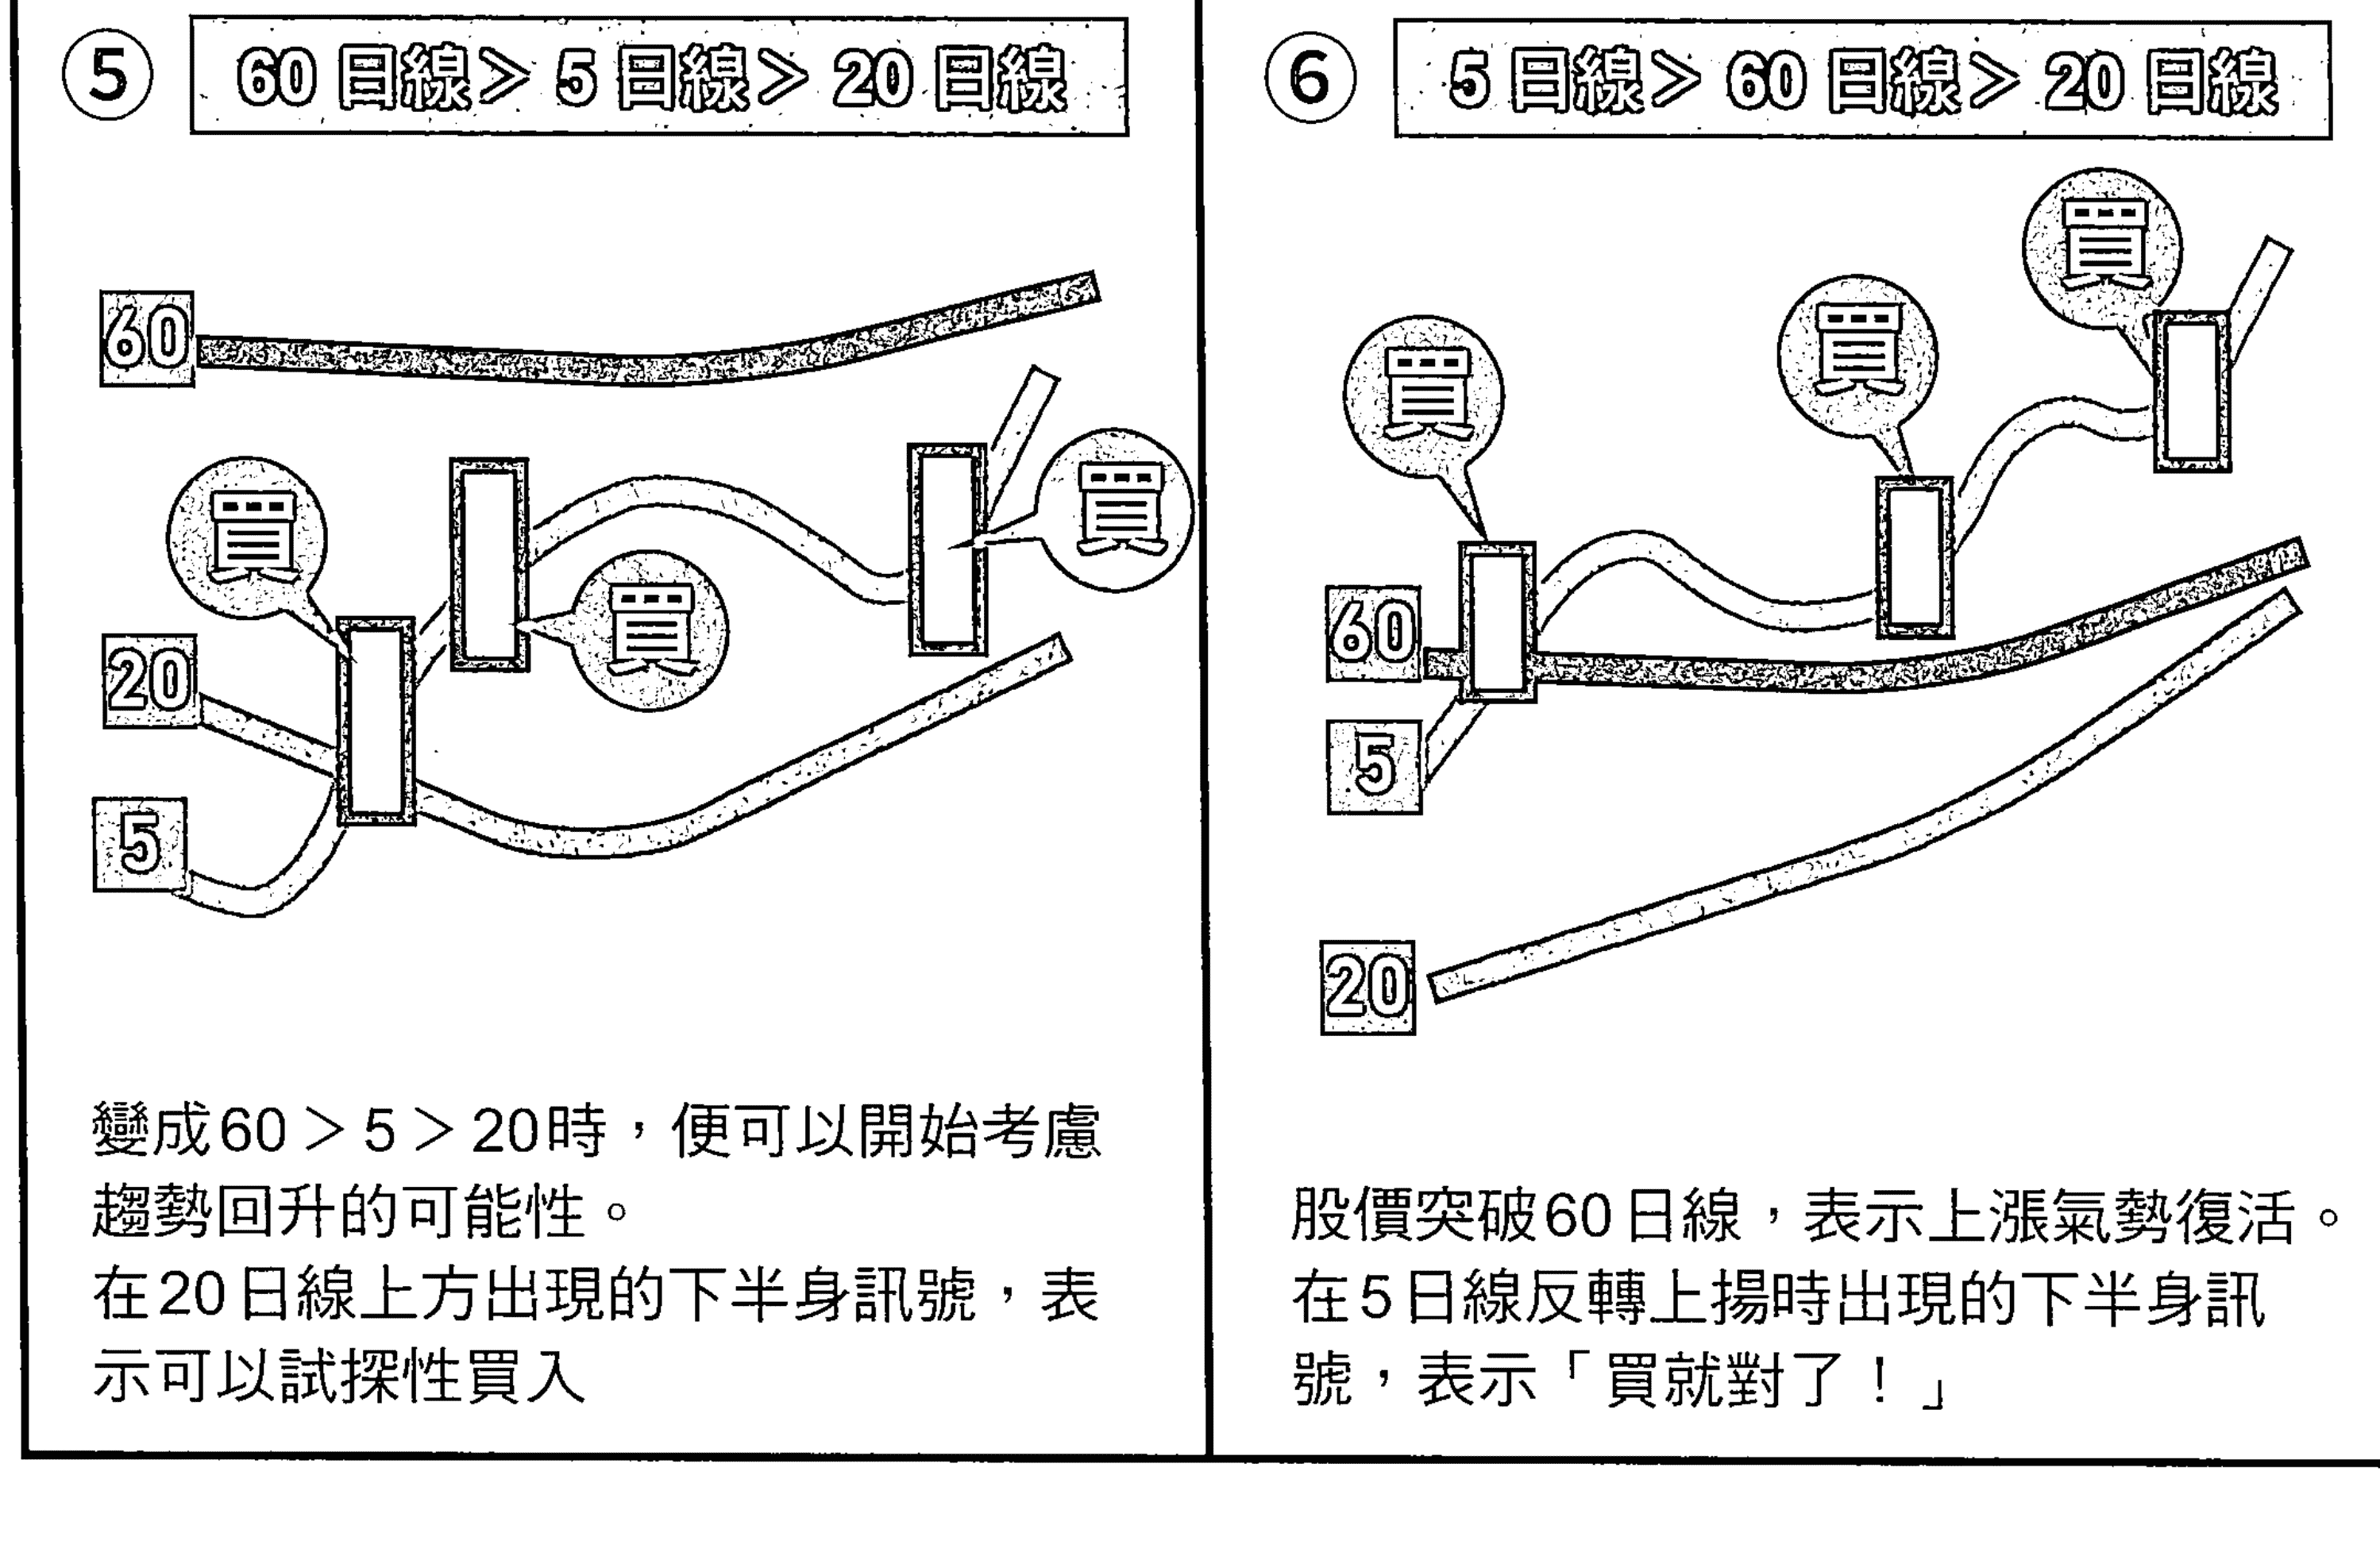 ⑤ 60日線＞5日線＞20日線
60
買
買
買
20
5
變成60＞5＞20時，便可以開始考慮
趨勢回升的可能性。
在20日線上方出現的下半身訊號，表
示可以試探性買入
⑥ 5日線＞60日線＞20日線
買
買
買
60
5
20
股價突破60日線，表示上漲氣勢復活。
在5日線反轉上揚時出現的下半身訊
號，表示「買就對了！」